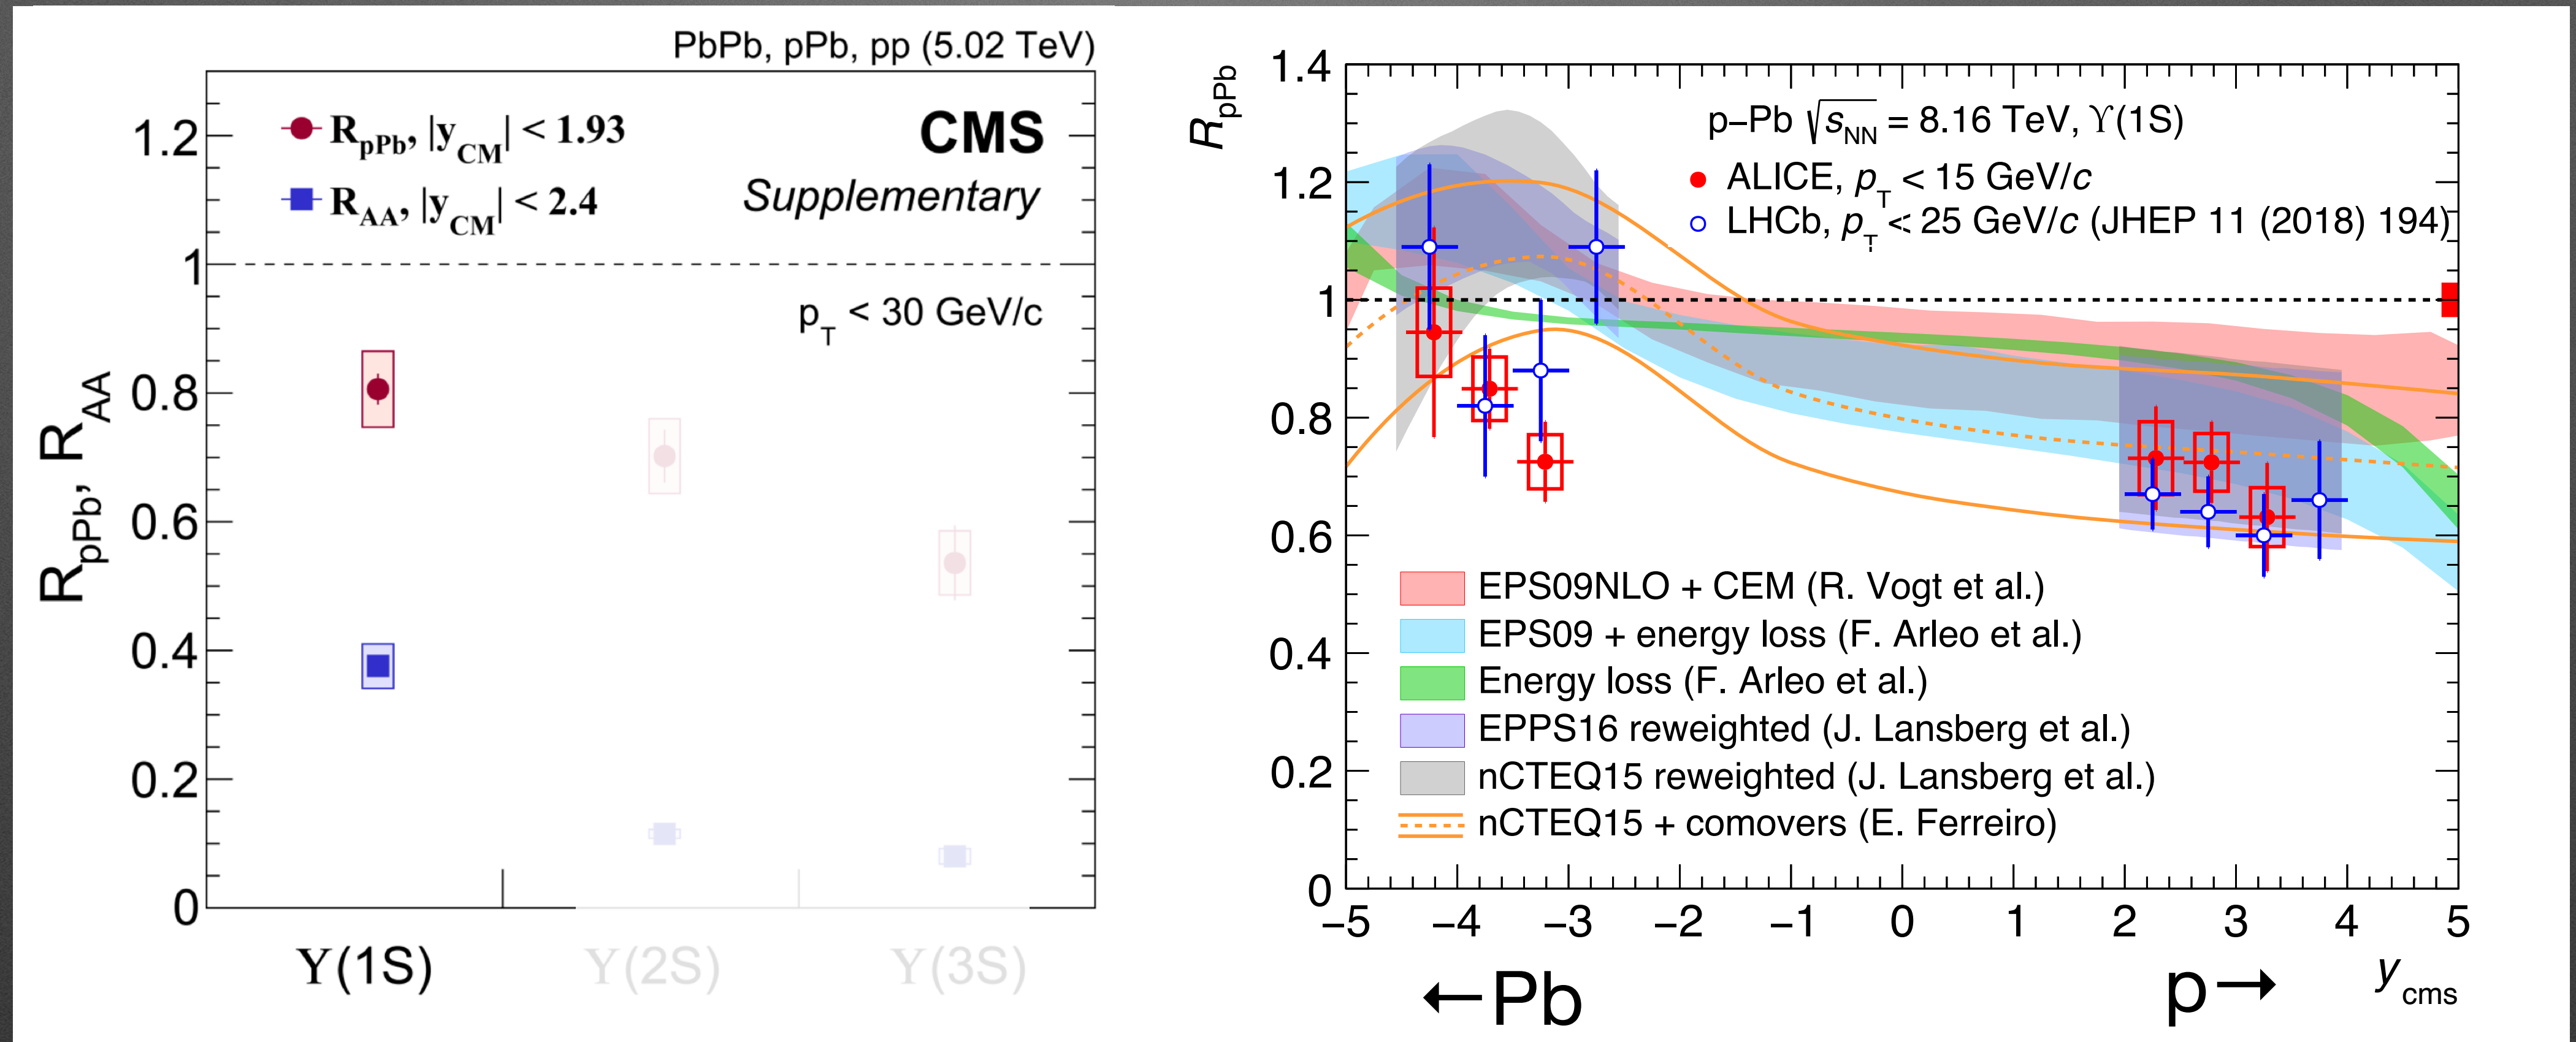 PbPb, pPb, pp (5.02 TeV)
R_pPb, |y_CM| < 1.93
R_AA, |y_CM| < 2.4
CMS
Supplementary
p_T < 30 GeV/c
R_pPb, R_AA
1.2
1
0.8
0.6
0.4
0.2
0
ϒ(1S) ϒ(2S) ϒ(3S)
R_pPb
1.4
1.2
1
0.8
0.6
0.4
0.2
0
p–Pb √s_NN = 8.16 TeV, ϒ(1S)
ALICE, p_T < 15 GeV/c
LHCb, p_T < 25 GeV/c (JHEP 11 (2018) 194)
EPS09NLO + CEM (R. Vogt et al.)
EPS09 + energy loss (F. Arleo et al.)
Energy loss (F. Arleo et al.)
EPPS16 reweighted (J. Lansberg et al.)
nCTEQ15 reweighted (J. Lansberg et al.)
nCTEQ15 + comovers (E. Ferreiro)
−5 −4 −3 −2 −1 0 1 2 3 4 5
y_cms
←Pb p→